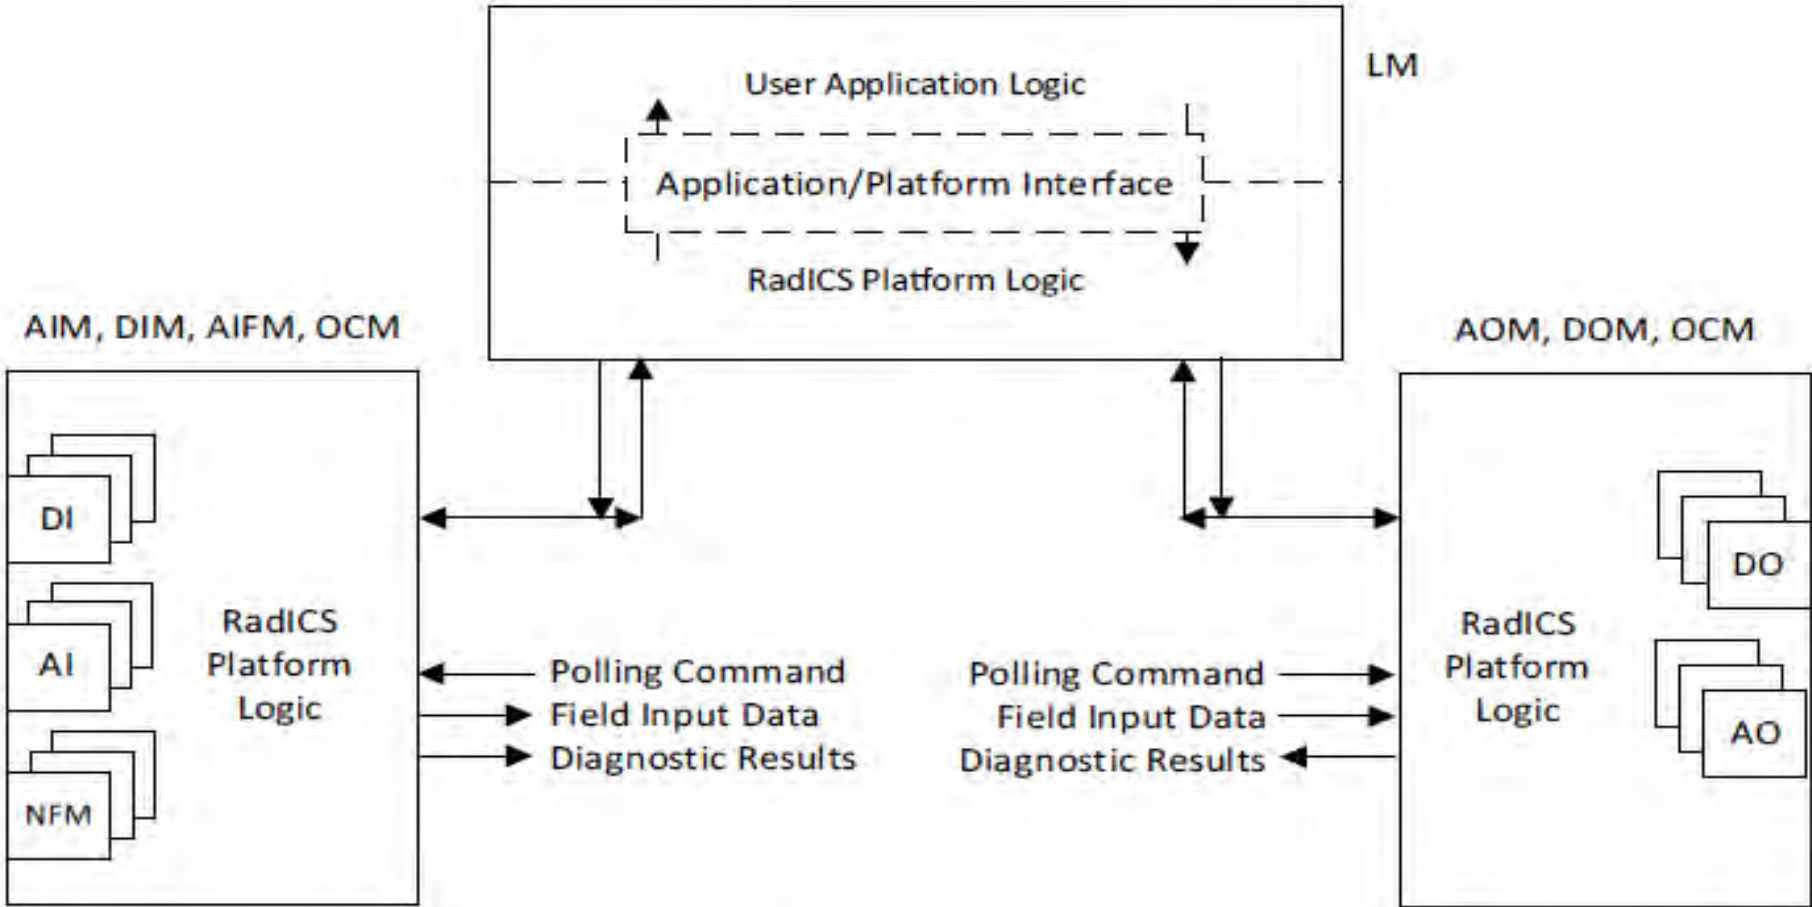 User Application Logic
LM
Application/Platform Interface
RadICS Platform Logic
AIM, DIM, AIFM, OCM
AOM, DOM, OCM
DI
AI
NFM
RadICS
Platform
Logic
Polling Command
Field Input Data
Diagnostic Results
Polling Command
Field Input Data
Diagnostic Results
RadICS
Platform
Logic
DO
AO